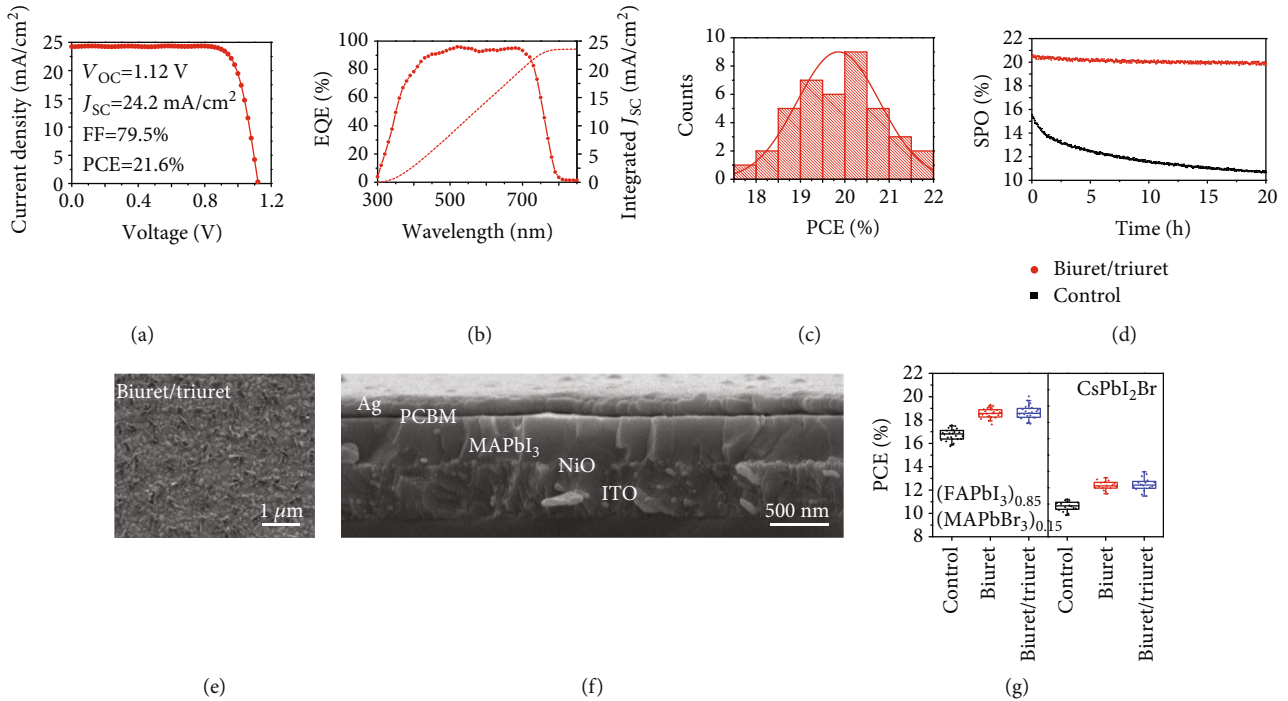 25
20
15
10
5
0
0.0
0.4
0.8
1.2
Current density (mA/cm²)
Voltage (V)
V_OC=1.12 V
J_SC=24.2 mA/cm²
FF=79.5%
PCE=21.6%
(a)
100
80
60
40
20
0
300
500
700
EQE (%)
Wavelength (nm)
25
20
15
10
5
0
Integrated J_SC (mA/cm²)
(b)
10
8
6
4
2
0
18
19
20
21
22
Counts
PCE (%)
(c)
22
20
18
16
14
12
10
0
5
10
15
20
SPO (%)
Time (h)
Biuret/triuret
Control
(d)
Biuret/triuret
1 μm
(e)
Ag
PCBM
MAPbI₃
NiO
ITO
500 nm
(f)
22
20
18
16
14
12
10
8
PCE (%)
(FAPbI₃)₀.₈₅
(MAPbBr₃)₀.₁₅
CsPbI₂Br
Control
Biuret
Biuret/triuret
Control
Biuret
Biuret/triuret
(g)